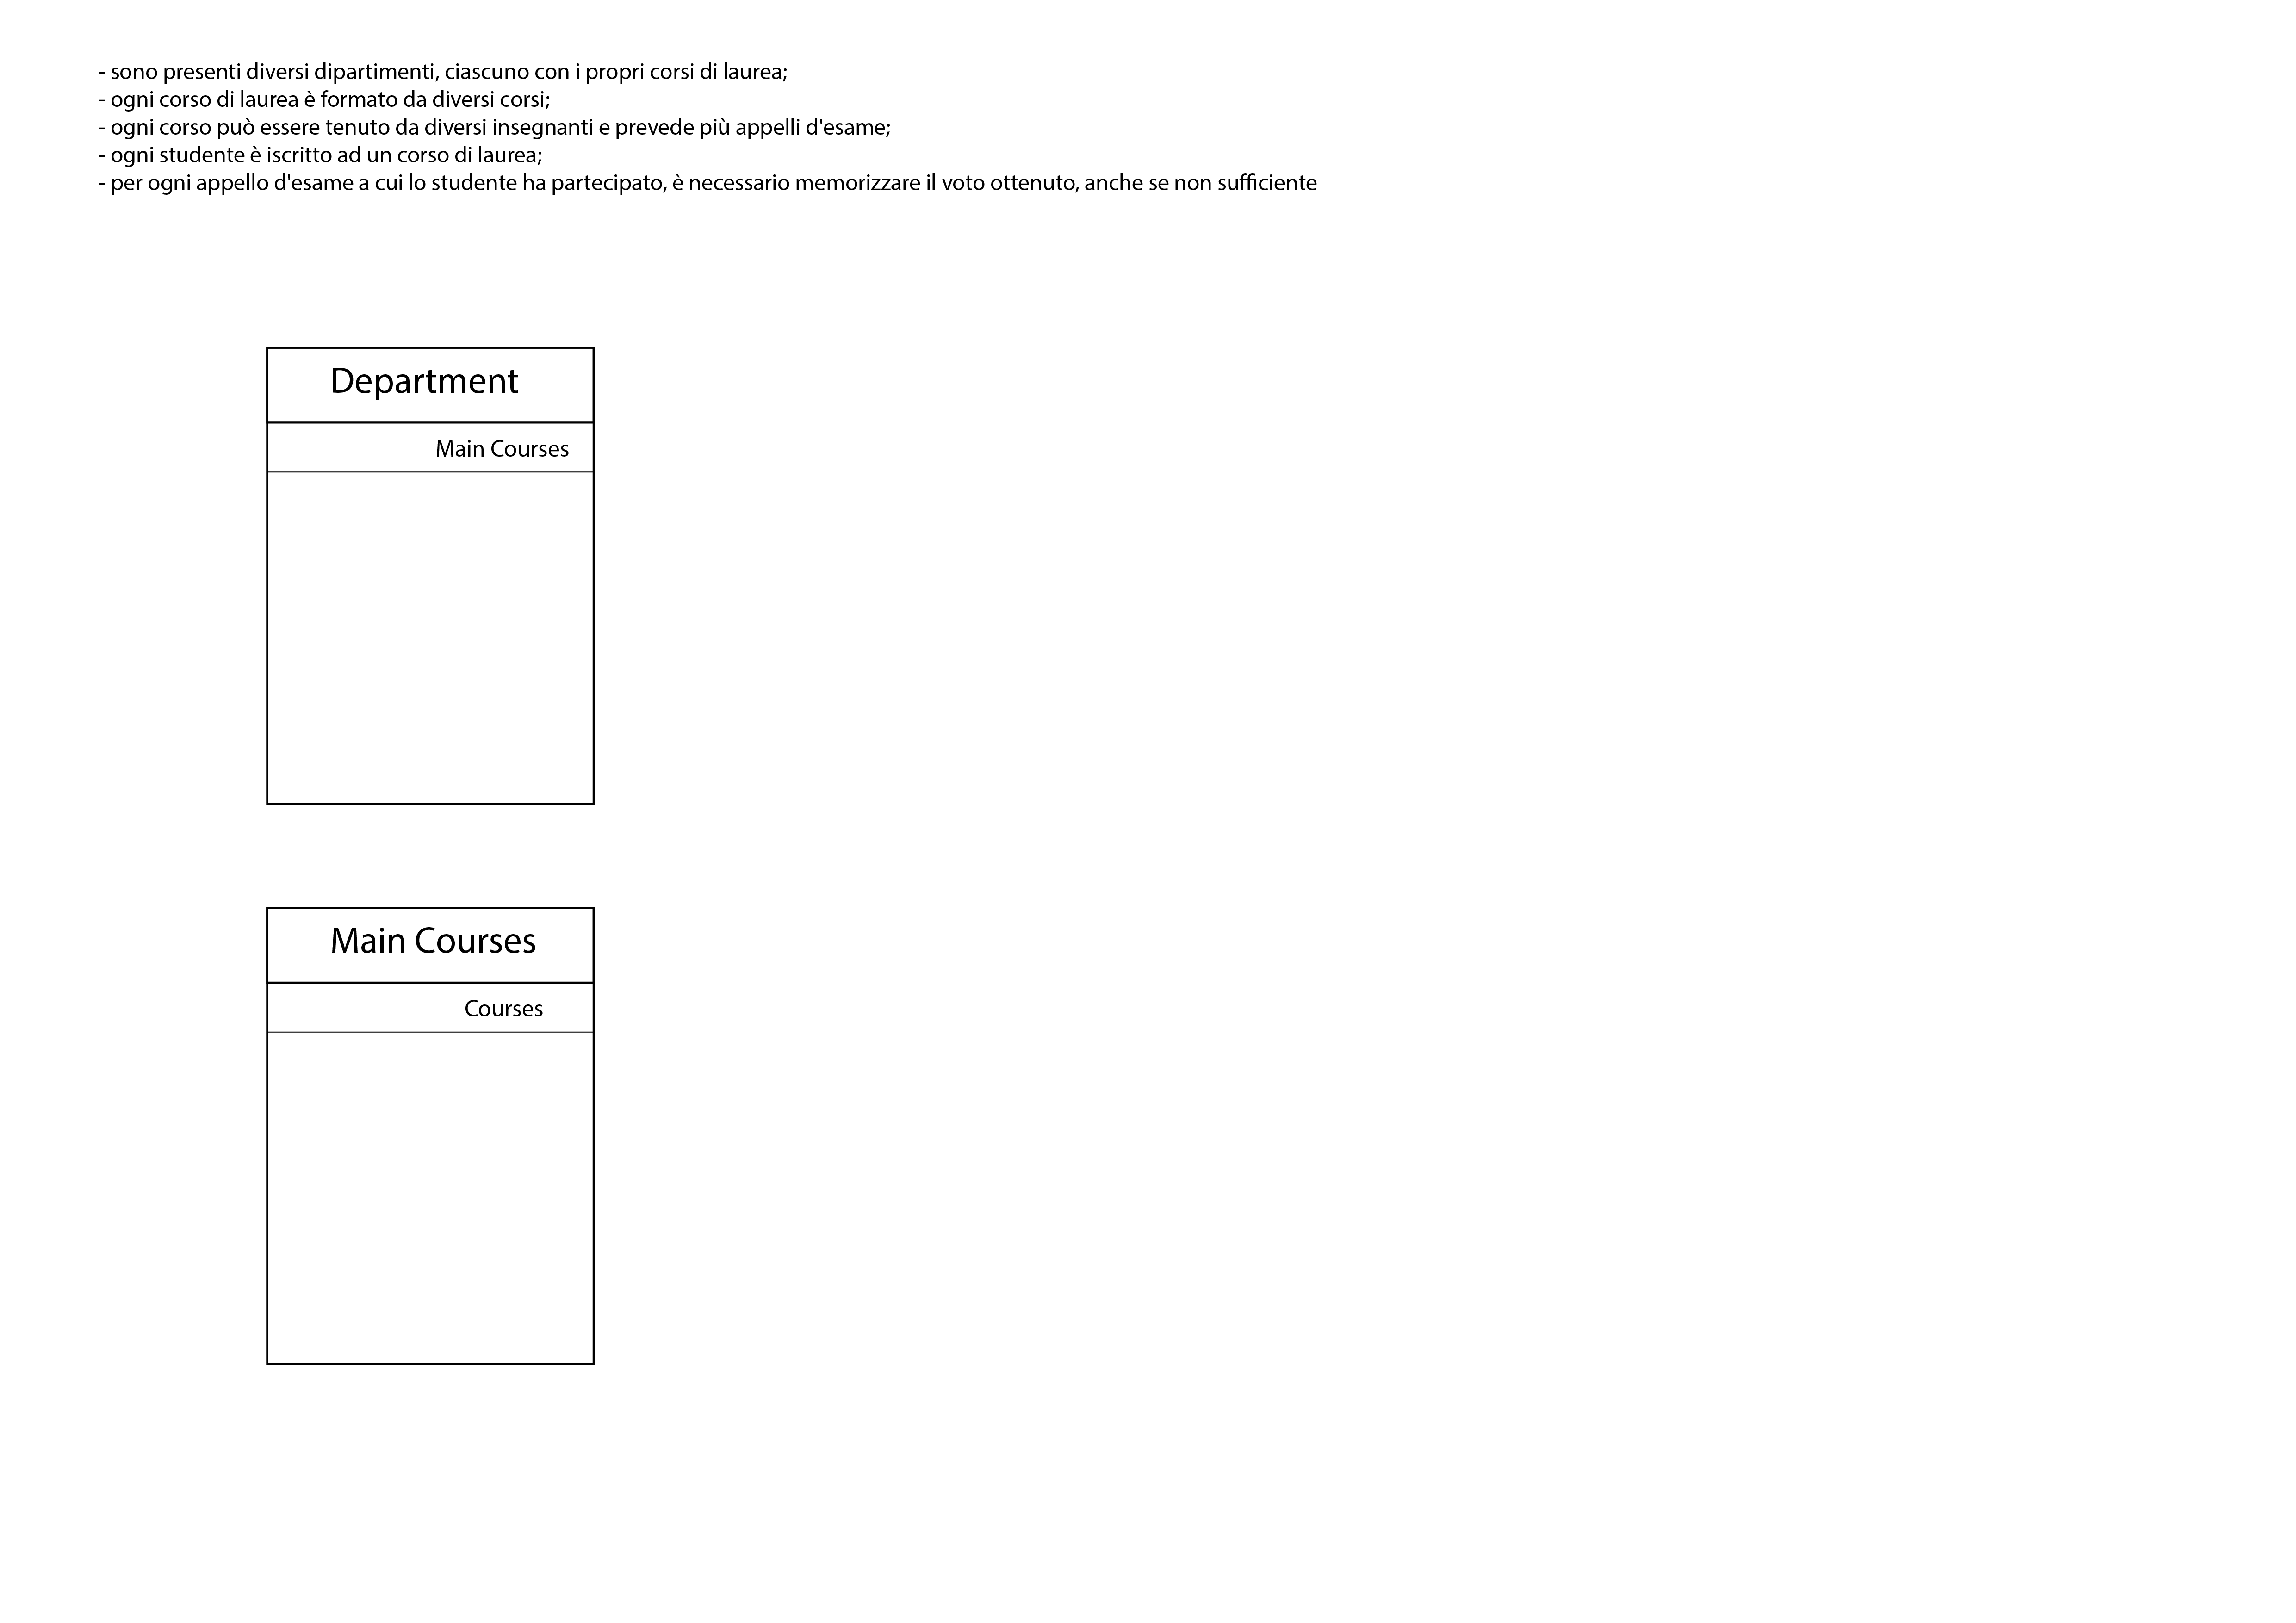 - sono presenti diversi dipartimenti, ciascuno con i propri corsi di laurea;
- ogni corso di laurea è formato da diversi corsi;
- ogni corso può essere tenuto da diversi insegnanti e prevede più appelli d'esame;
- ogni studente è iscritto ad un corso di laurea;
- per ogni appello d'esame a cui lo studente ha partecipato, è necessario memorizzare il voto ottenuto, anche se non sufficiente
Department
Main Courses
Main Courses
Courses